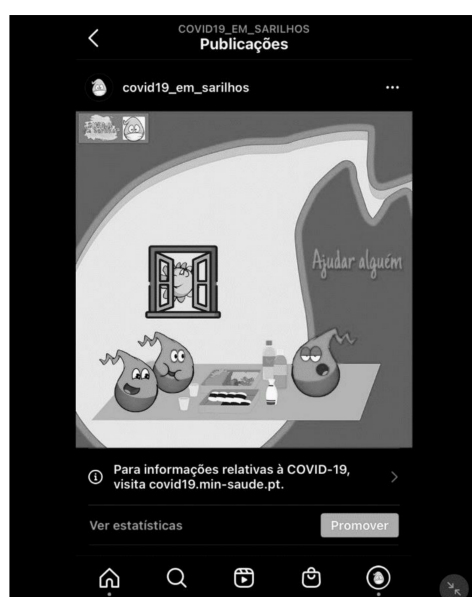 COVID19_EM_SARILHOS
Publicações
covid19_em_sarilhos
Ajudar alguém
Para informações relativas à COVID-19,
visita covid19.min-saude.pt.
Ver estatísticas
Promover